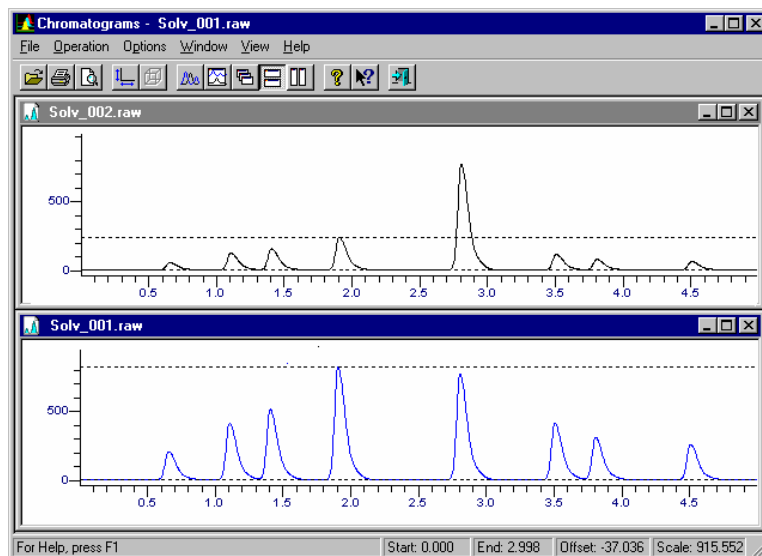 Chromatograms - Solv_001.raw
File Operation Options Window View Help
Solv_002.raw
500
0
0.5 1.0 1.5 2.0 2.5 3.0 3.5 4.0 4.5
Solv_001.raw
500
0
0.5 1.0 1.5 2.0 2.5 3.0 3.5 4.0 4.5
For Help, press F1 Start: 0.000 End: 2.998 Offset: -37.036 Scale: 915.552